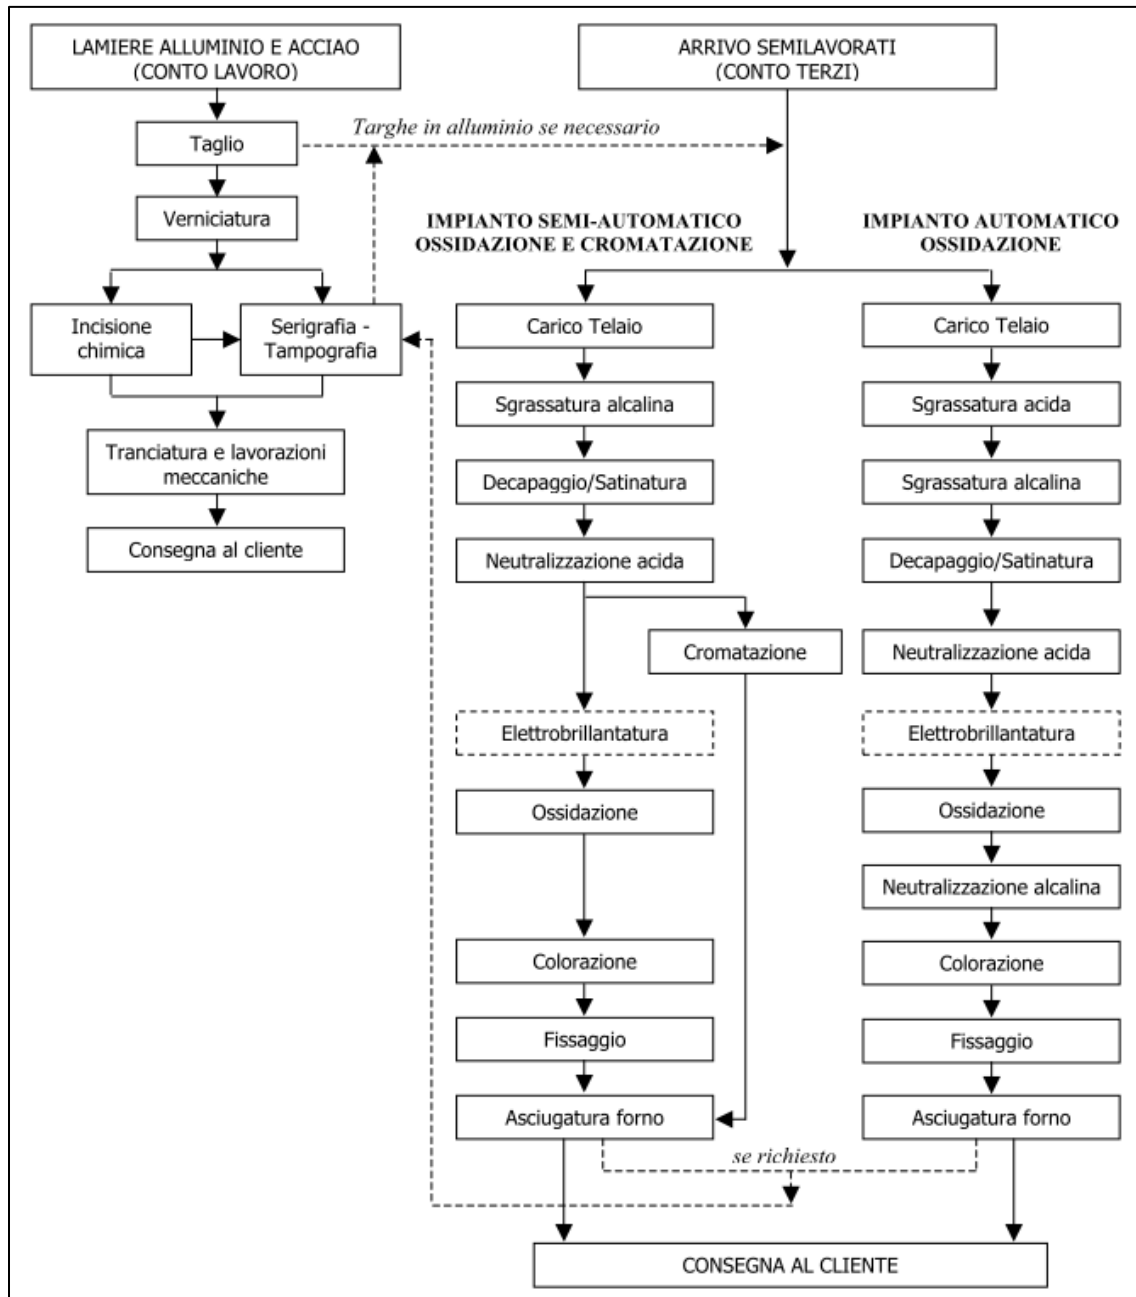 LAMIERE ALLUMINIO E ACCIAO
(CONTO LAVORO)
ARRIVO SEMILAVORATI
(CONTO TERZI)
Targhe in alluminio se necessario
Taglio
Verniciatura
Incisione
chimica
Serigrafia -
Tampografia
Tranciatura e lavorazioni
meccaniche
Consegna al cliente
IMPIANTO SEMI-AUTOMATICO
OSSIDAZIONE E CROMATAZIONE
Carico Telaio
Sgrassatura alcalina
Decapaggio/Satinatura
Neutralizzazione acida
Cromatazione
Elettrobrillantatura
Ossidazione
Colorazione
Fissaggio
Asciugatura forno
IMPIANTO AUTOMATICO
OSSIDAZIONE
Carico Telaio
Sgrassatura acida
Sgrassatura alcalina
Decapaggio/Satinatura
Neutralizzazione acida
Elettrobrillantatura
Ossidazione
Neutralizzazione alcalina
Colorazione
Fissaggio
Asciugatura forno
se richiesto
CONSEGNA AL CLIENTE